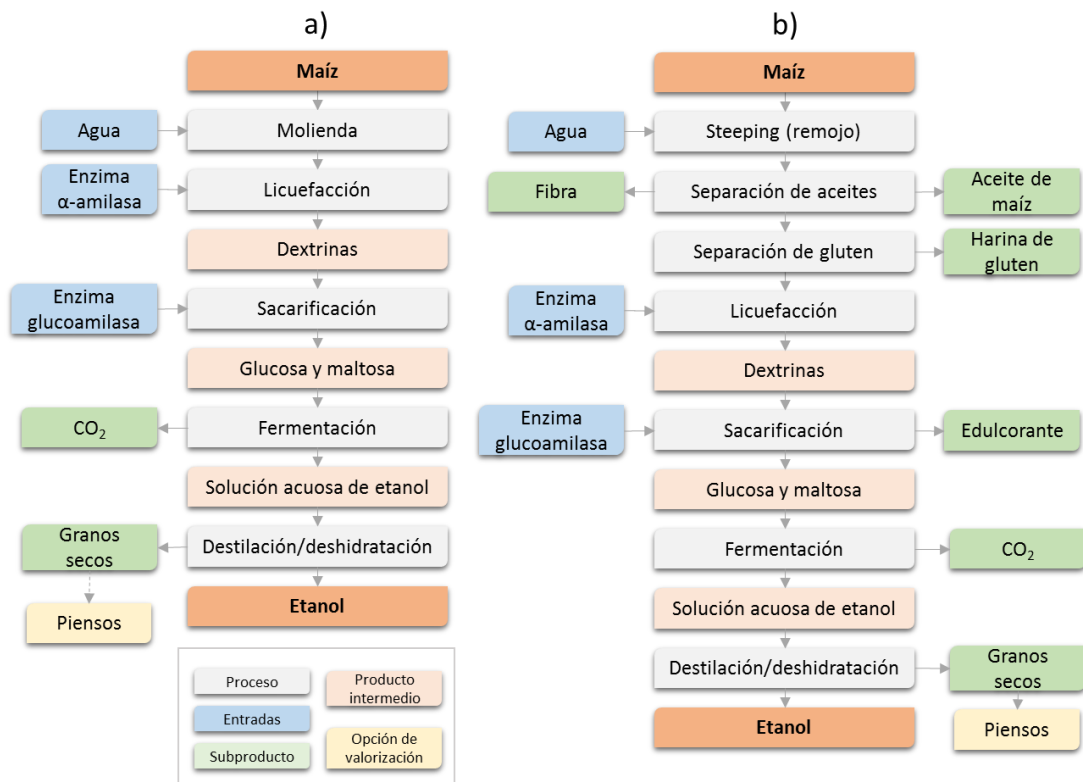 a)
Maíz
Agua
Molienda
Enzima
α-amilasa
Licuefacción
Dextrinas
Enzima
glucoamilasa
Sacarificación
Glucosa y maltosa
CO₂
Fermentación
Solución acuosa de etanol
Granos
secos
Destilación/deshidratación
Piensos
Etanol
Proceso
Producto
intermedio
Entradas
Subproducto
Opción de
valorización
b)
Maíz
Agua
Steeping (remojo)
Fibra
Separación de aceites
Aceite de
maíz
Separación de gluten
Harina de
gluten
Enzima
α-amilasa
Licuefacción
Dextrinas
Enzima
glucoamilasa
Sacarificación
Edulcorante
Glucosa y maltosa
Fermentación
CO₂
Solución acuosa de etanol
Destilación/deshidratación
Granos
secos
Etanol
Piensos